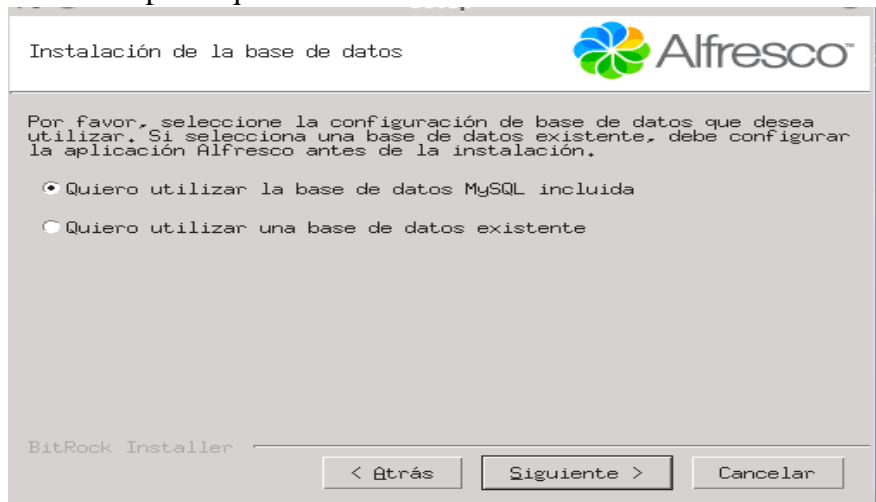 Instalación de la base de datos
Alfresco™
Por favor, seleccione la configuración de base de datos que desea
utilizar. Si selecciona una base de datos existente, debe configurar
la aplicación Alfresco antes de la instalación.
Quiero utilizar la base de datos MySQL incluida
Quiero utilizar una base de datos existente
BitRock Installer
< Atrás
Siguiente >
Cancelar